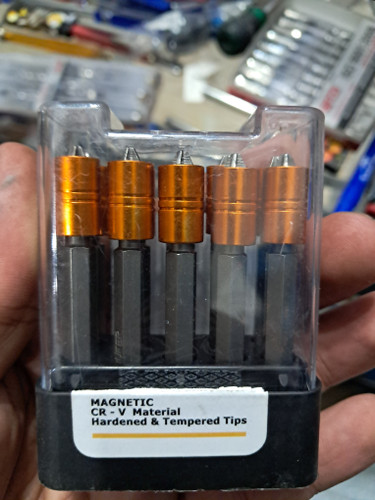 MAGNETIC
CR - V Material
Hardened & Tempered Tips